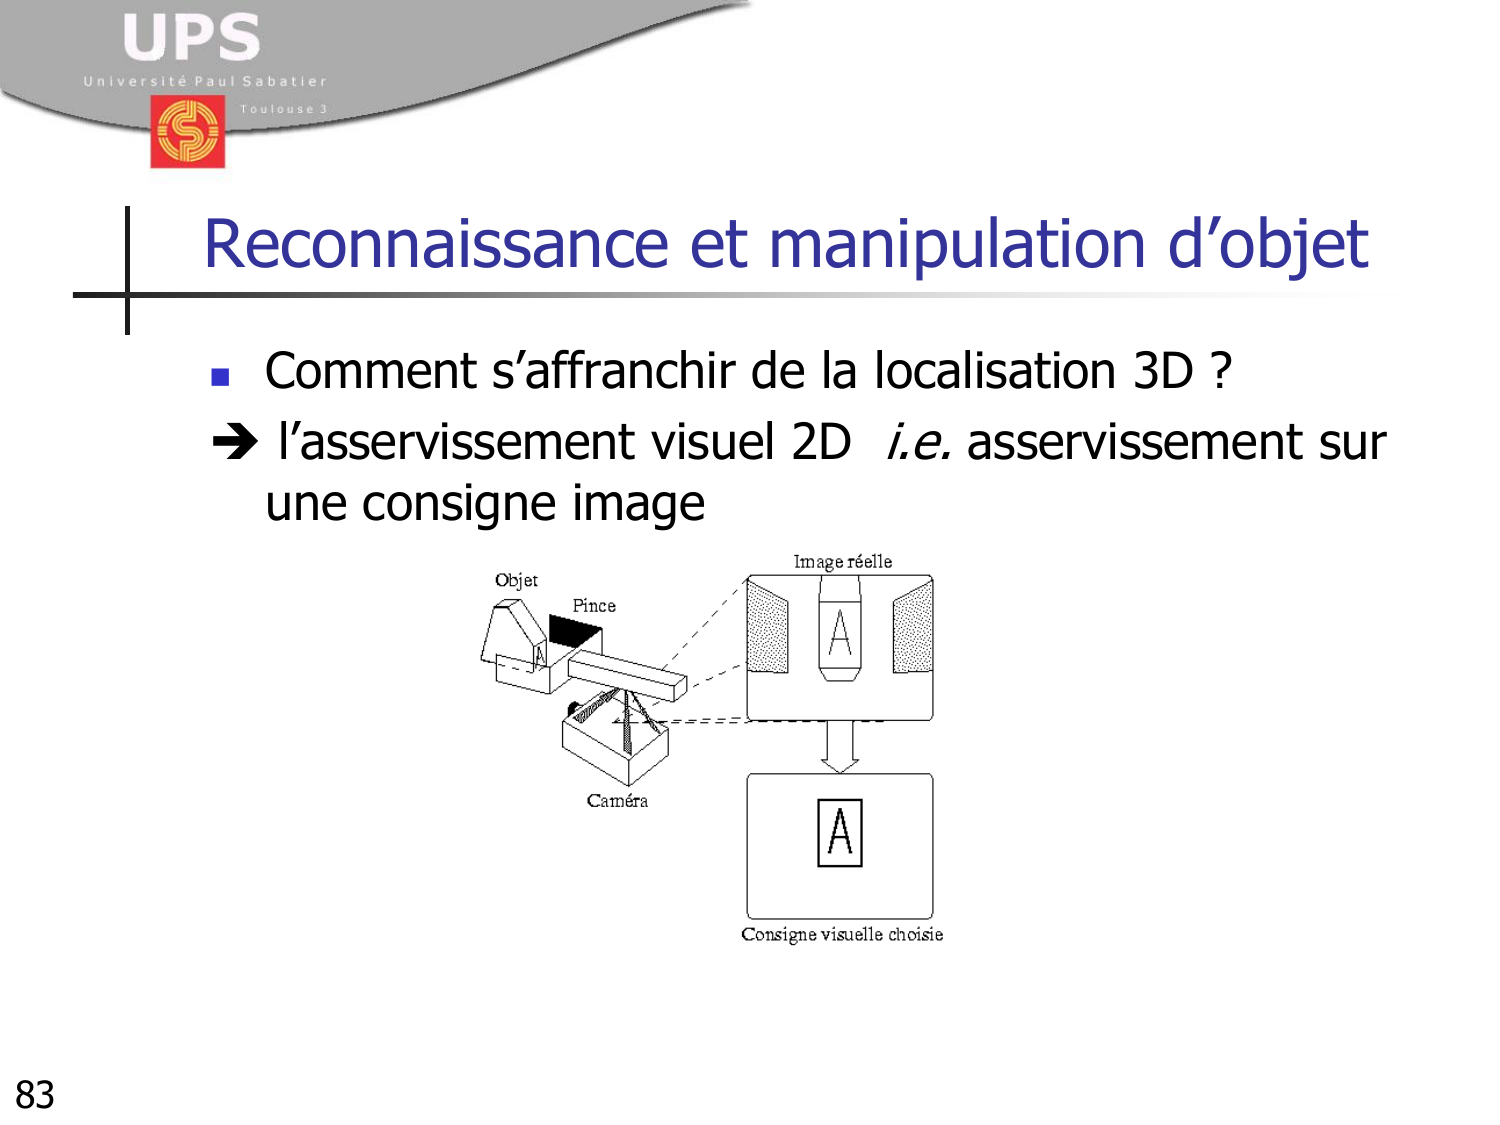 UPS
Université Paul Sabatier
Toulouse 3
Reconnaissance et manipulation d’objet
Comment s’affranchir de la localisation 3D ?
➔ l’asservissement visuel 2D i.e. asservissement sur
une consigne image
Image réelle
Objet
Pince
A
A
Caméra
A
Consigne visuelle choisie
83